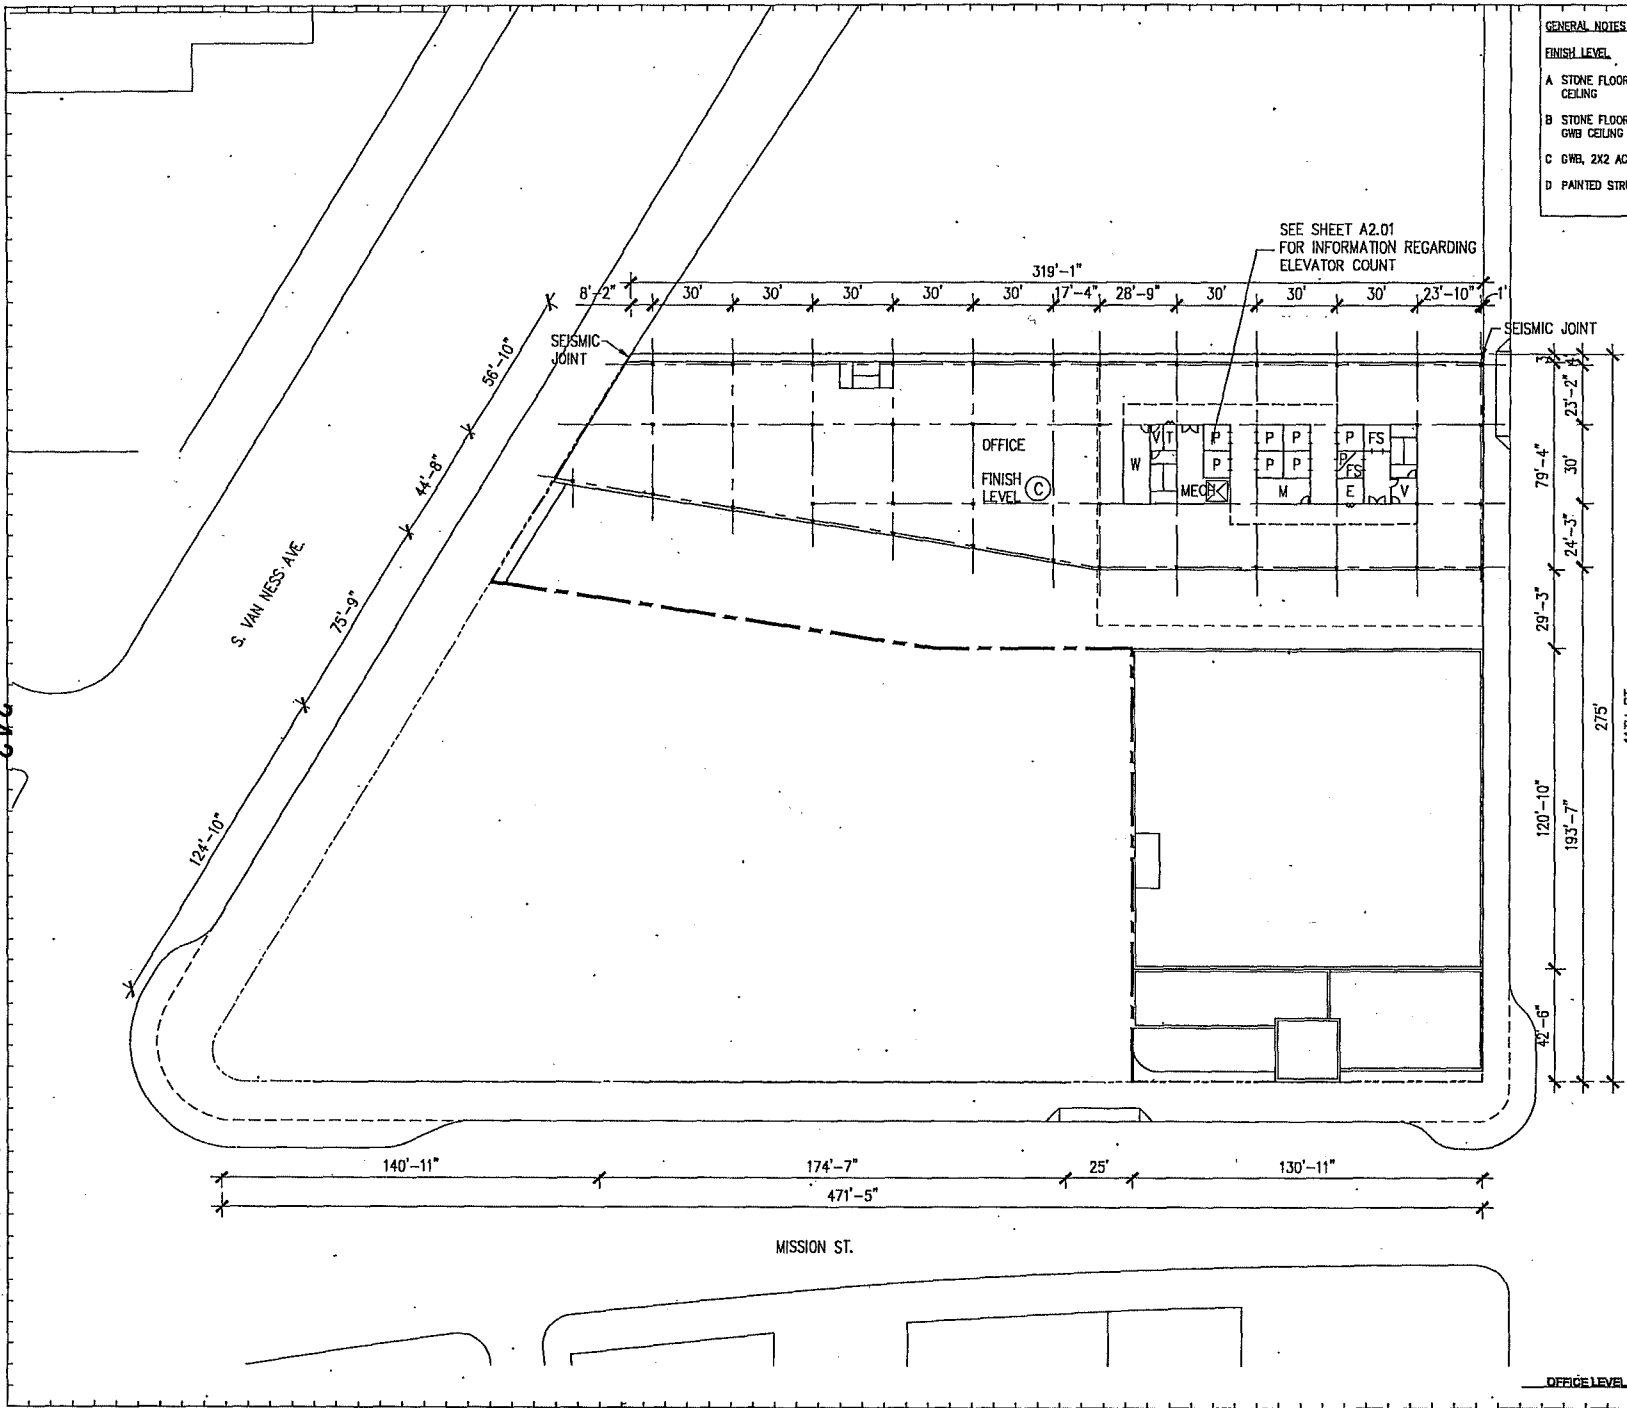 GENERAL NOTES
FINISH LEVEL
A STONE FLOOR
CEILING
B STONE FLOOR
GWB CEILING
C GWB, 2X2 AC
D PAINTED STR
SEE SHEET A2.01
FOR INFORMATION REGARDING
ELEVATOR COUNT
319'-1"
8'-2" 30' 30' 30' 30' 30' 17'-4" 28'-9" 30' 30' 30' 23'-10" 1'
SEISMIC
JOINT
SEISMIC JOINT
56'-10"
44'-8"
75'-9"
124'-10"
S. VAN NESS AVE.
OFFICE
FINISH
LEVEL C
V T P P P P FS
W P P P P FS
MECH M E V
3'
23'-2"
79'-4"
30'
24'-3"
29'-3"
275'
120'-10"
193'-7"
42'-6"
140'-11" 174'-7" 25' 130'-11"
471'-5"
MISSION ST.
OFFICE LEVEL